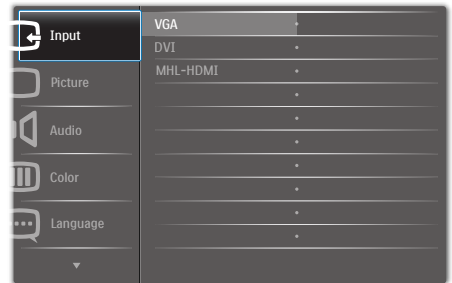 Input
VGA
DVI
MHL-HDMI
Picture
Audio
Color
Language